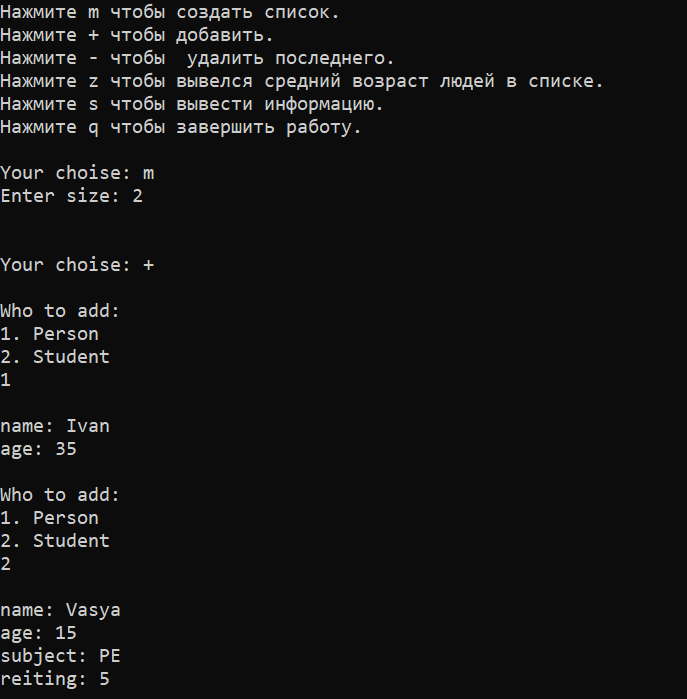 Нажмите m чтобы создать список.
Нажмите + чтобы добавить.
Нажмите - чтобы  удалить последнего.
Нажмите z чтобы вывелся средний возраст людей в списке.
Нажмите s чтобы вывести информацию.
Нажмите q чтобы завершить работу.
Your choise: m
Enter size: 2
Your choise: +
Who to add:
1. Person
2. Student
1
name: Ivan
age: 35
Who to add:
1. Person
2. Student
2
name: Vasya
age: 15
subject: PE
reiting: 5